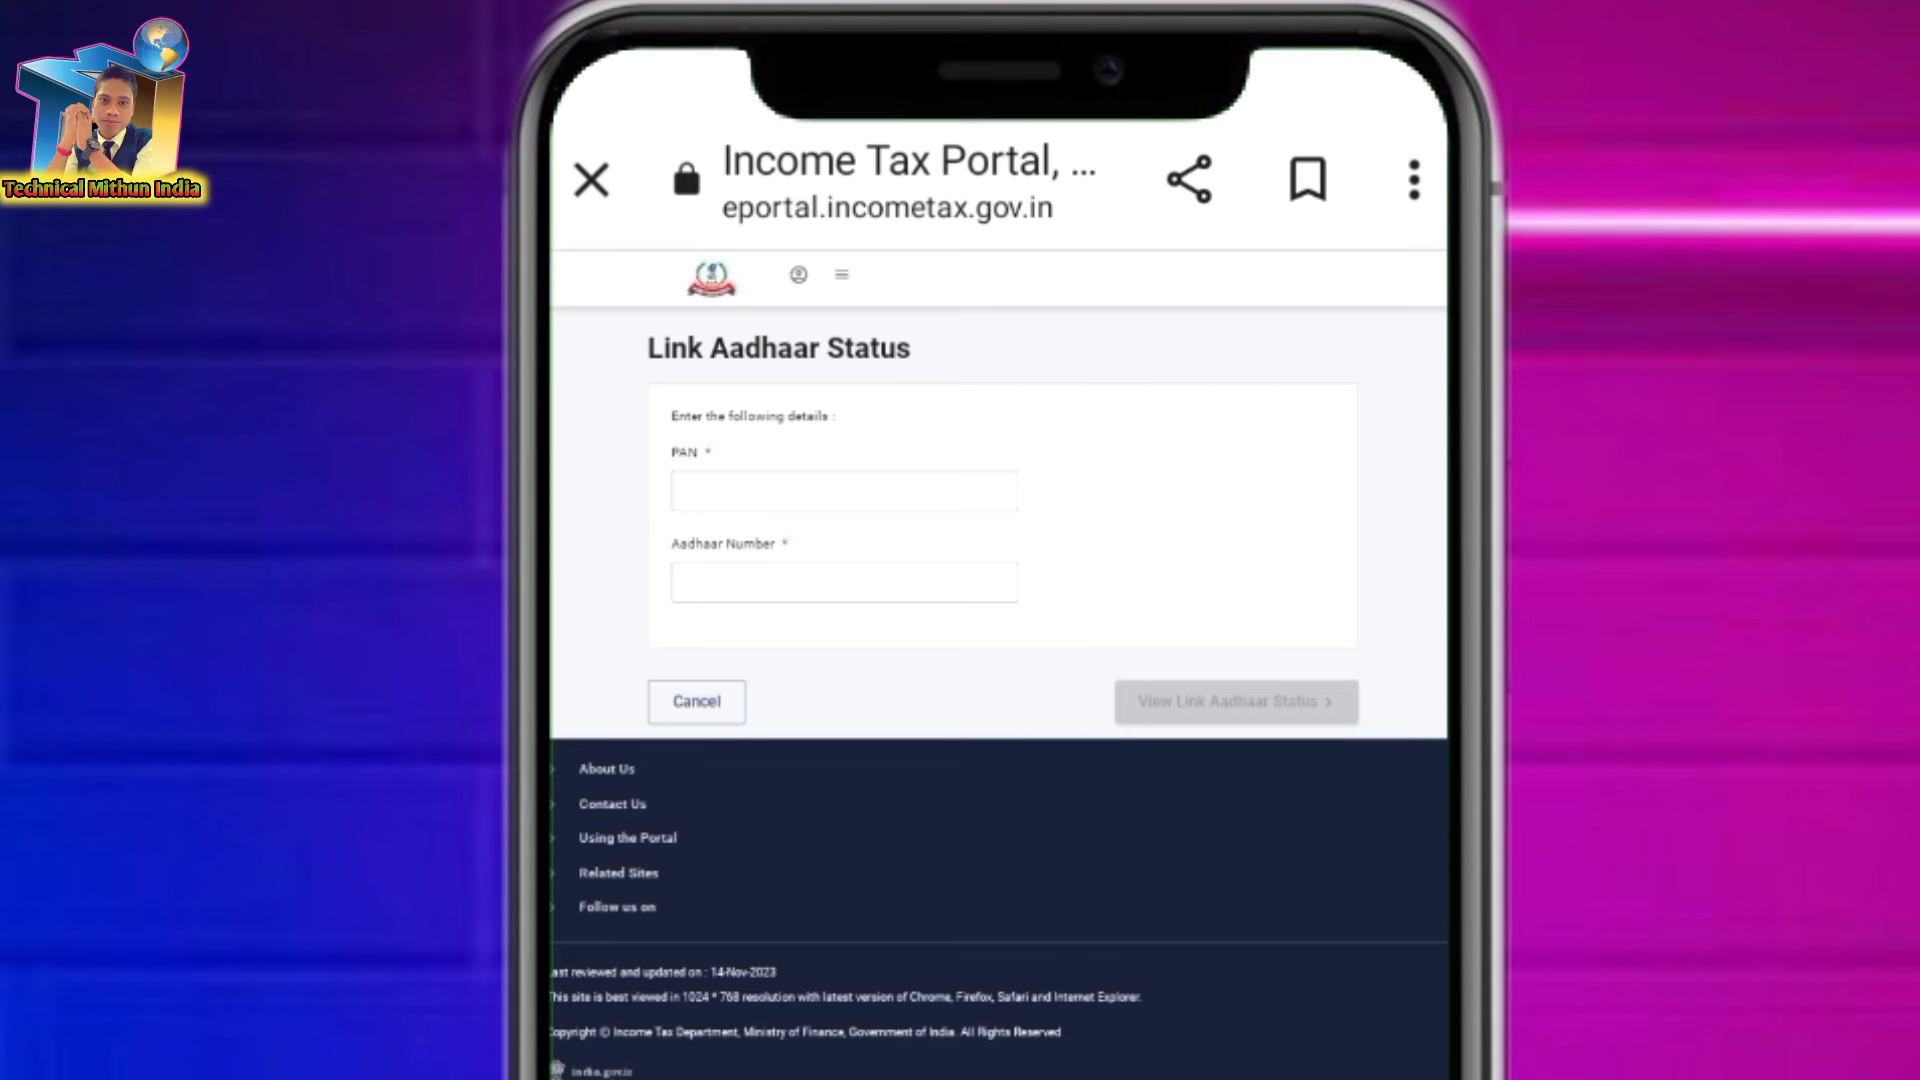 Technical Mithun India
Income Tax Portal, ...
eportal.incometax.gov.in
Link Aadhaar Status
Enter the following details :
PAN *
Aadhaar Number *
Cancel
View Link Aadhaar Status >
About Us
Contact Us
Using the Portal
Related Sites
Follow us on
ast reviewed and updated on : 14-Nov-2023
his site is best viewed in 1024 * 768 resolution with latest version of Chrome, Firefox, Safari and Internet Explorer.
opyright © Income Tax Department, Ministry of Finance, Government of India. All Rights Reserved
india.gov.in